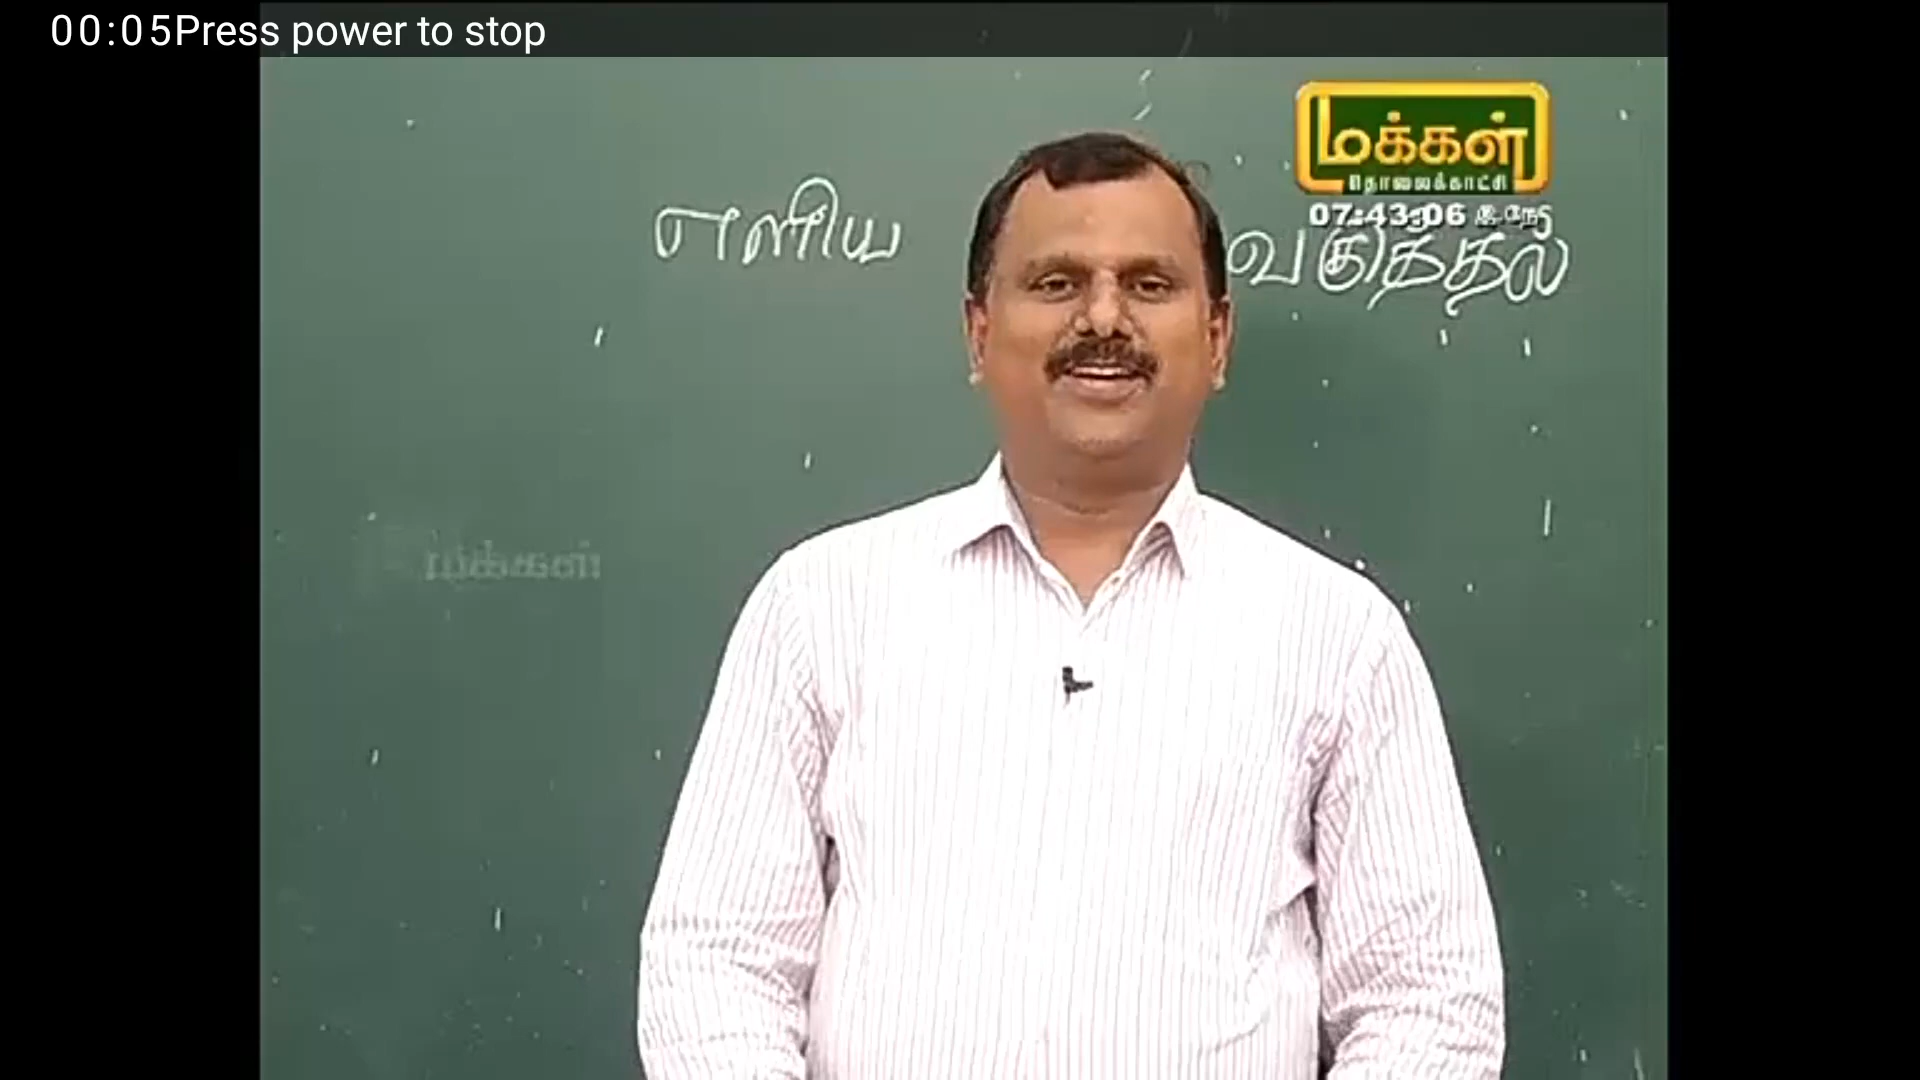 00:05Press power to stop
மக்கள்
தொலைக்காட்சி
07:43:06 இ.நே
எளிய வகுத்தல்
மக்கள்